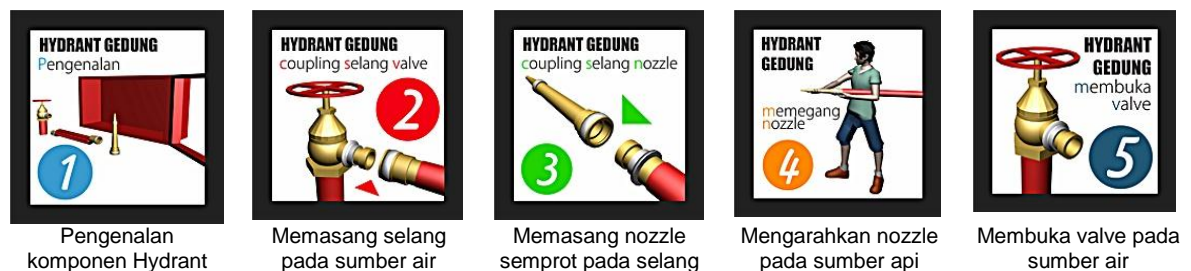 HYDRANT GEDUNG
Pengenalan
1
Pengenalan
komponen Hydrant
HYDRANT GEDUNG
coupling selang valve
2
Memasang selang
pada sumber air
HYDRANT GEDUNG
coupling selang nozzle
3
Memasang nozzle
semprot pada selang
HYDRANT
GEDUNG
memegang
nozzle
4
Mengarahkan nozzle
pada sumber api
HYDRANT
GEDUNG
membuka
valve
5
Membuka valve pada
sumber air